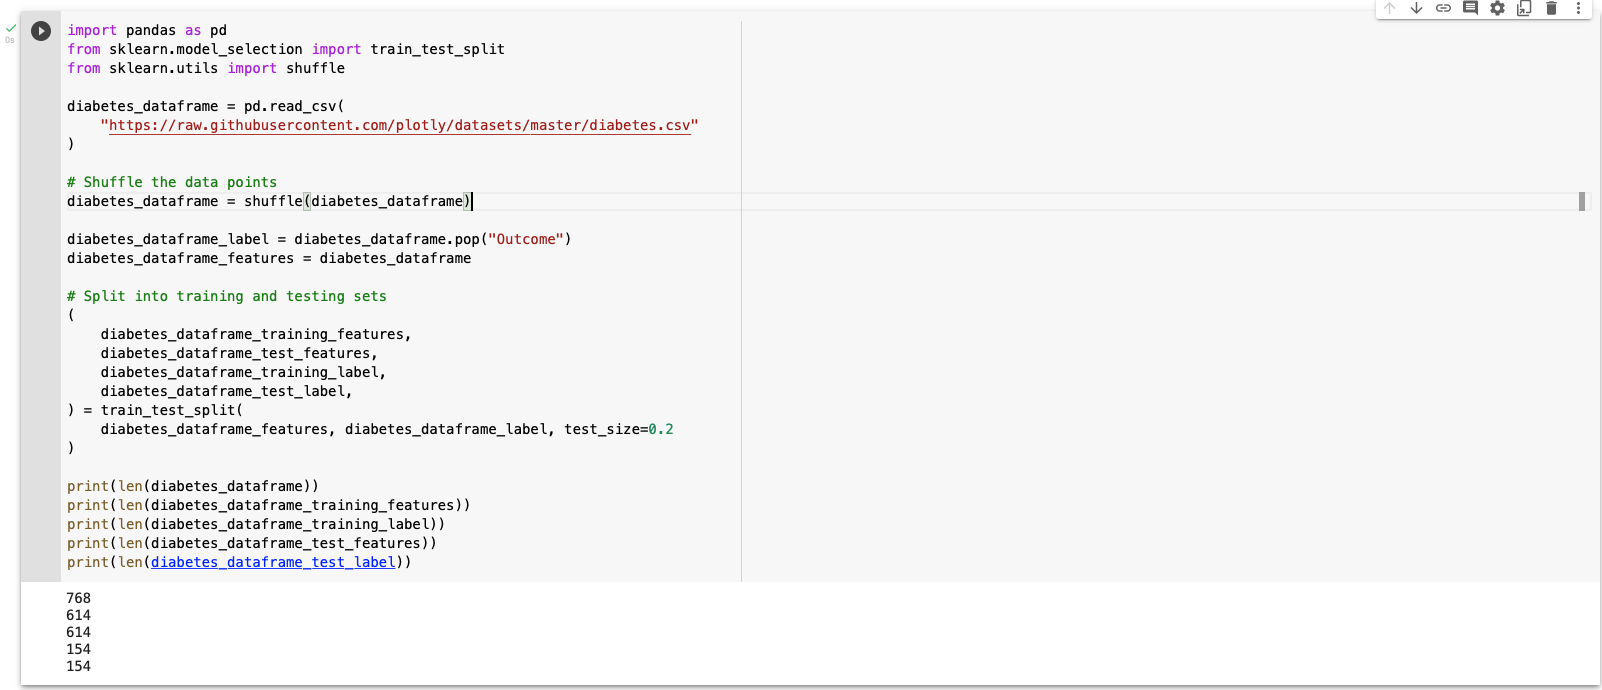 0s
import pandas as pd
from sklearn.model_selection import train_test_split
from sklearn.utils import shuffle
diabetes_dataframe = pd.read_csv(
    "https://raw.githubusercontent.com/plotly/datasets/master/diabetes.csv"
)
# Shuffle the data points
diabetes_dataframe = shuffle(diabetes_dataframe)
diabetes_dataframe_label = diabetes_dataframe.pop("Outcome")
diabetes_dataframe_features = diabetes_dataframe
# Split into training and testing sets
(
    diabetes_dataframe_training_features,
    diabetes_dataframe_test_features,
    diabetes_dataframe_training_label,
    diabetes_dataframe_test_label,
) = train_test_split(
    diabetes_dataframe_features, diabetes_dataframe_label, test_size=0.2
)
print(len(diabetes_dataframe))
print(len(diabetes_dataframe_training_features))
print(len(diabetes_dataframe_training_label))
print(len(diabetes_dataframe_test_features))
print(len(diabetes_dataframe_test_label))
768
614
614
154
154